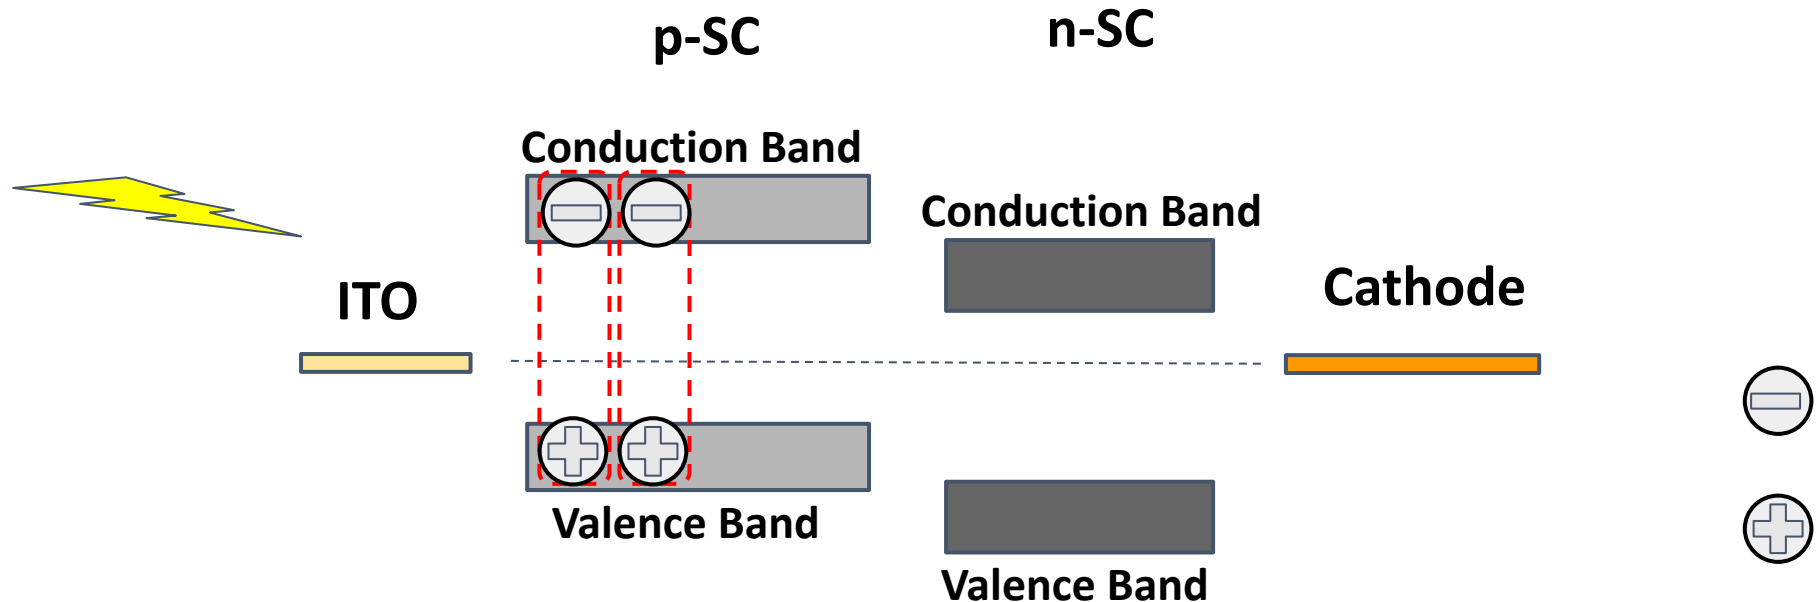 p-SC
n-SC
Conduction Band
Conduction Band
ITO
Cathode
Valence Band
Valence Band